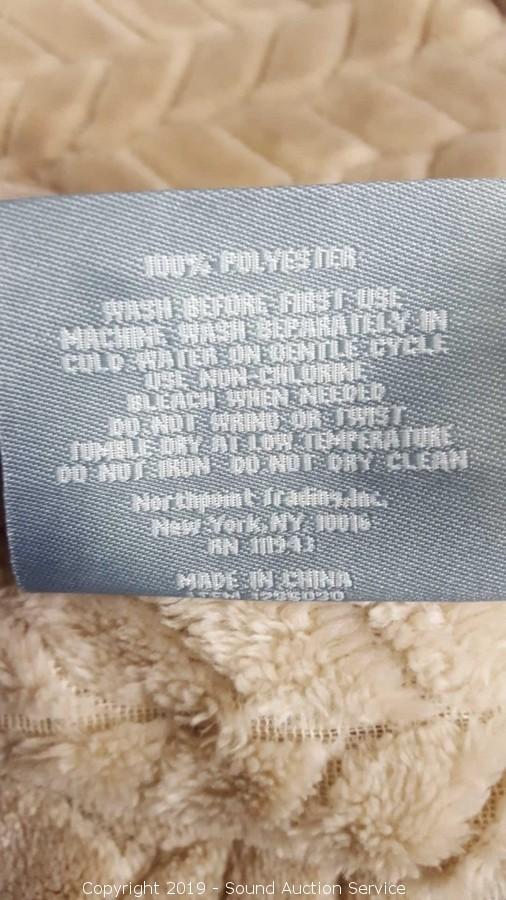 100% POLYESTER
WASH BEFORE FIRST USE
MACHINE WASH SEPARATELY IN
COLD WATER ON GENTLE CYCLE
USE NON-CHLORINE
BLEACH WHEN NEEDED
DO NOT WRING OR TWIST
TUMBLE DRY AT LOW TEMPERATURE
DO NOT IRON DO NOT DRY CLEAN
Northpoint Trading, Inc.
New York, NY 10016
RN 111943
MADE IN CHINA
ITEM
Copyright 2019 - Sound Auction Service